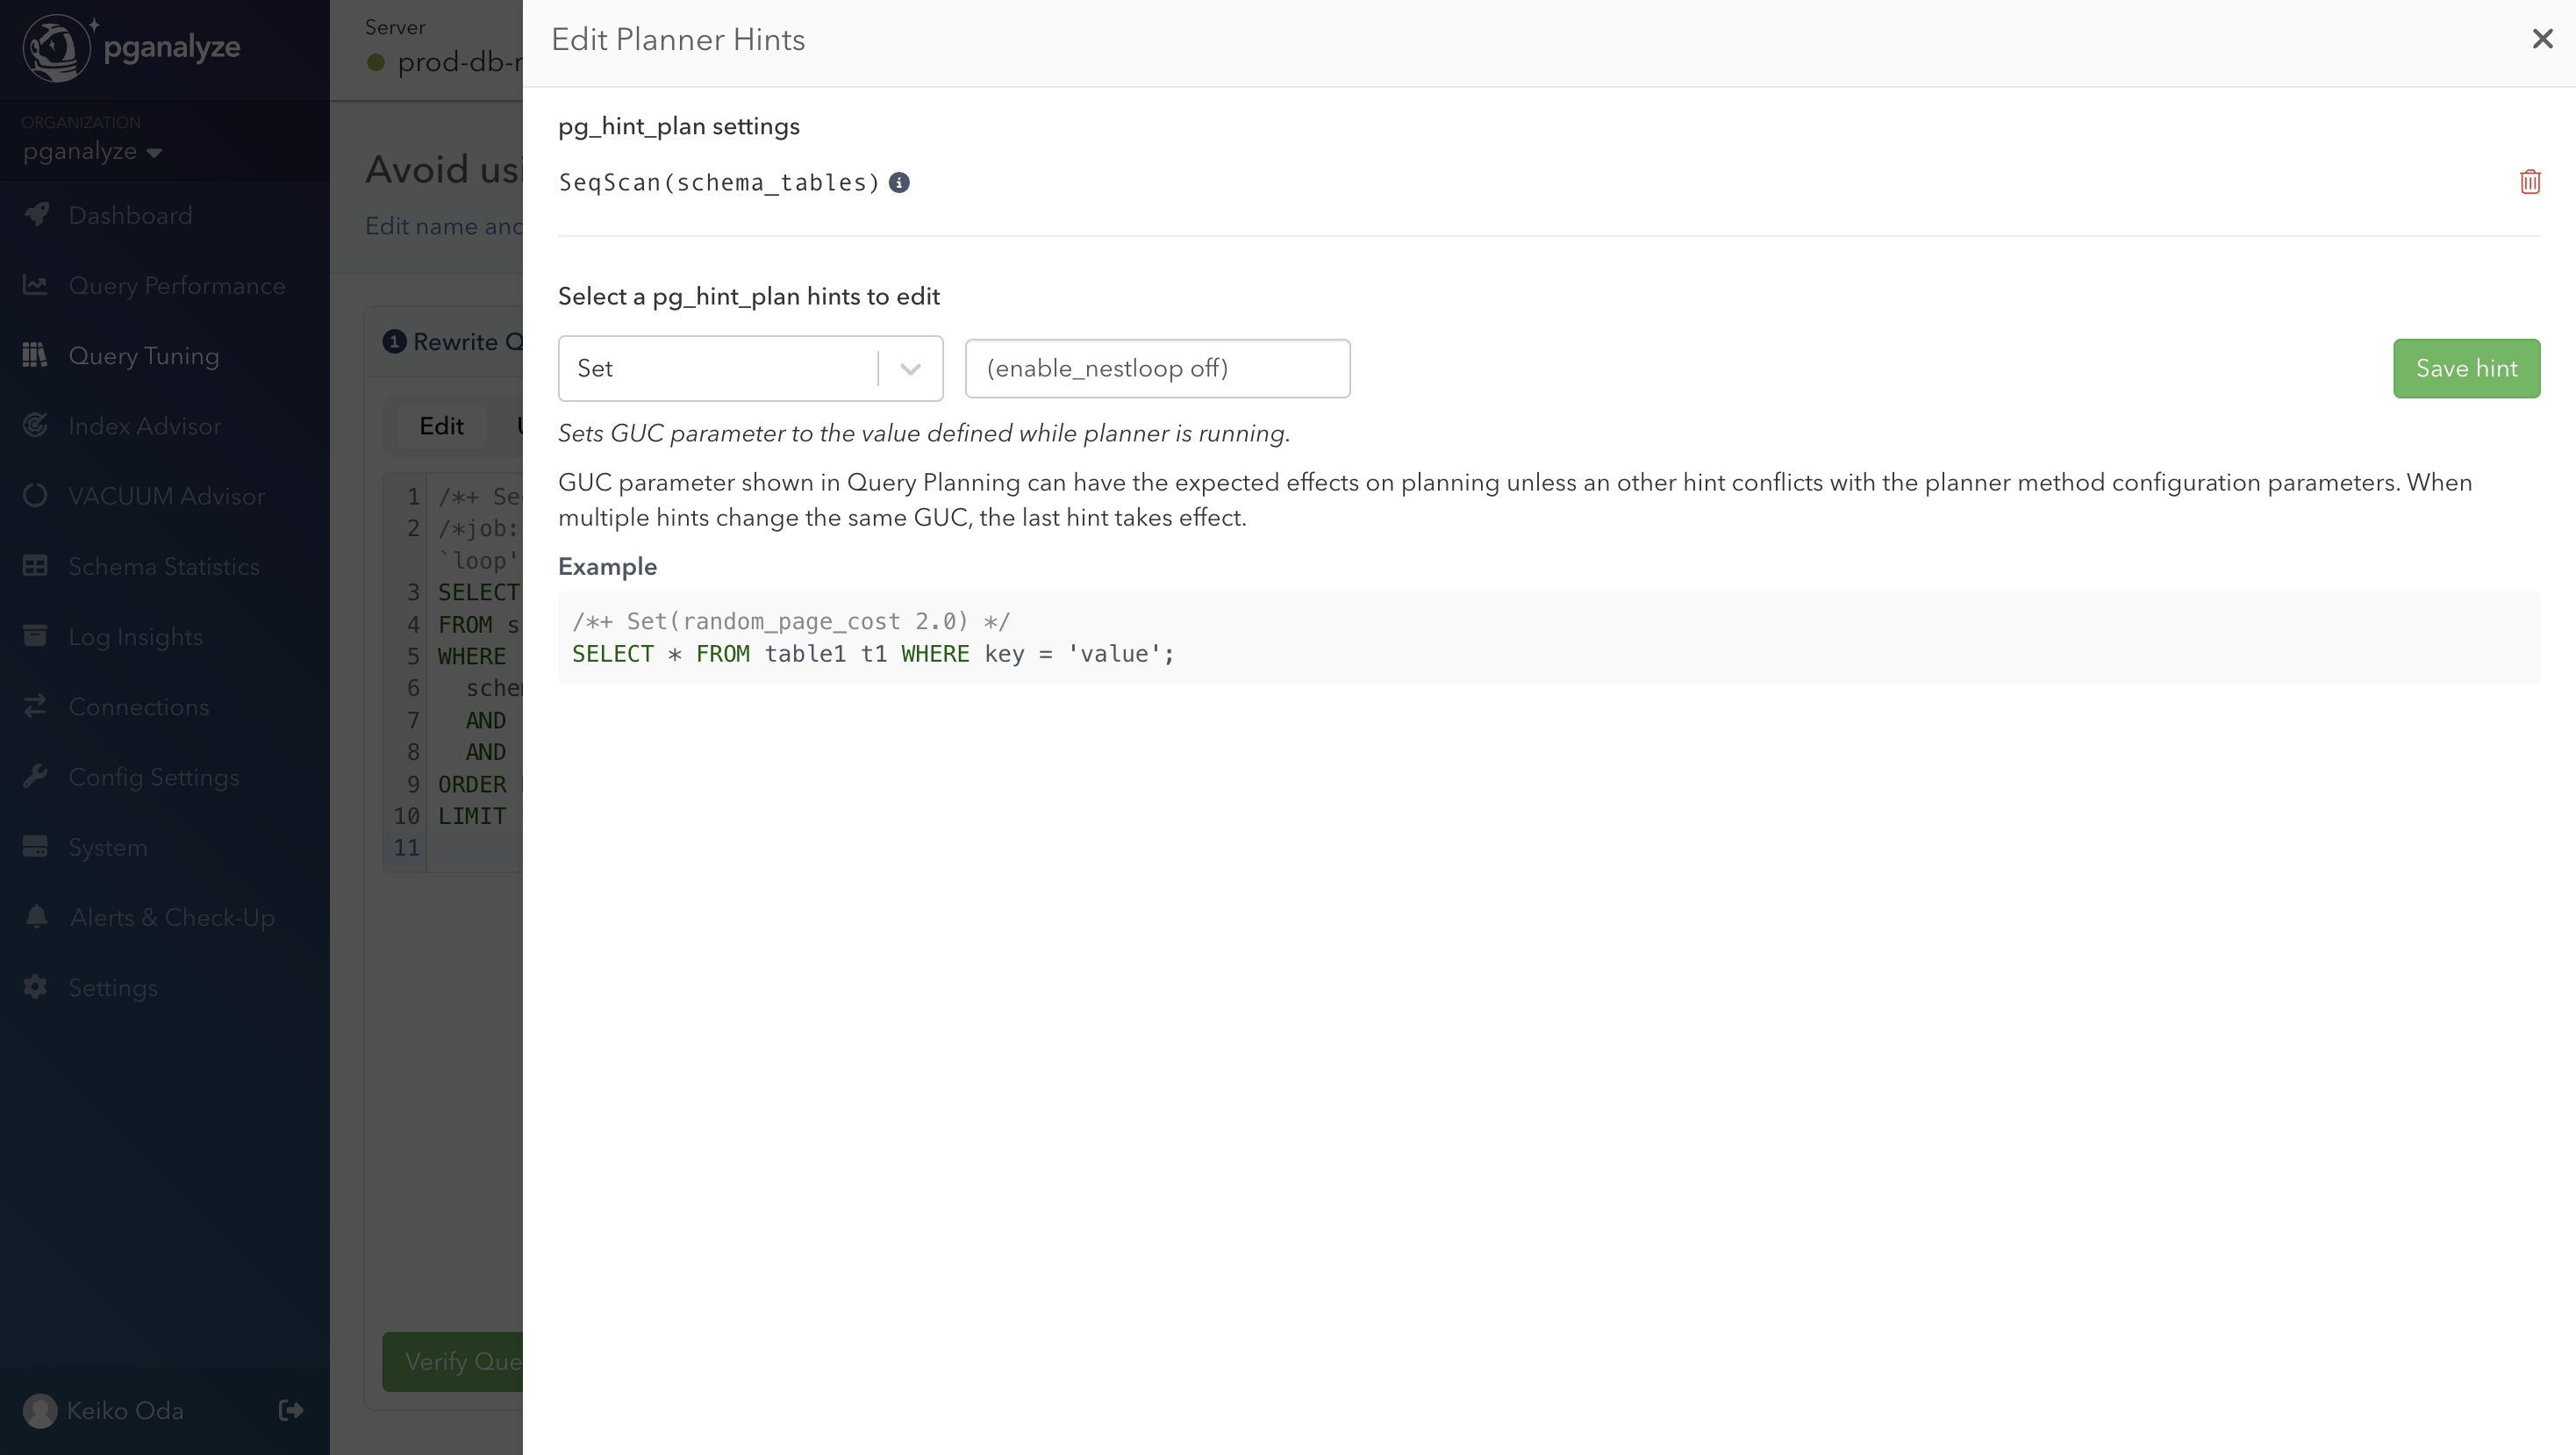 pganalyze
ORGANIZATION
pganalyze
Dashboard
Query Performance
Query Tuning
Index Advisor
VACUUM Advisor
Schema Statistics
Log Insights
Connections
Config Settings
System
Alerts & Check-Up
Settings
Keiko Oda
Server
prod-db-r
Avoid usi
Edit name and
1 Rewrite Q
Edit U
1 /*+ Se
2 /*job:
`loop'
3 SELECT
4 FROM s
5 WHERE
6 schem
7 AND
8 AND
9 ORDER
10 LIMIT
11
Verify Que
Edit Planner Hints
pg_hint_plan settings
SeqScan(schema_tables)
Select a pg_hint_plan hints to edit
Set
(enable_nestloop off)
Save hint
Sets GUC parameter to the value defined while planner is running.
GUC parameter shown in Query Planning can have the expected effects on planning unless an other hint conflicts with the planner method configuration parameters. When
multiple hints change the same GUC, the last hint takes effect.
Example
/*+ Set(random_page_cost 2.0) */
SELECT * FROM table1 t1 WHERE key = 'value';